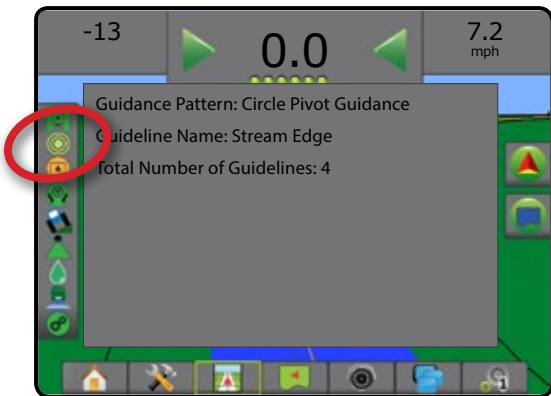 -13
0.0
7.2
mph
Guidance Pattern: Circle Pivot Guidance
Guideline Name: Stream Edge
Total Number of Guidelines: 4
1